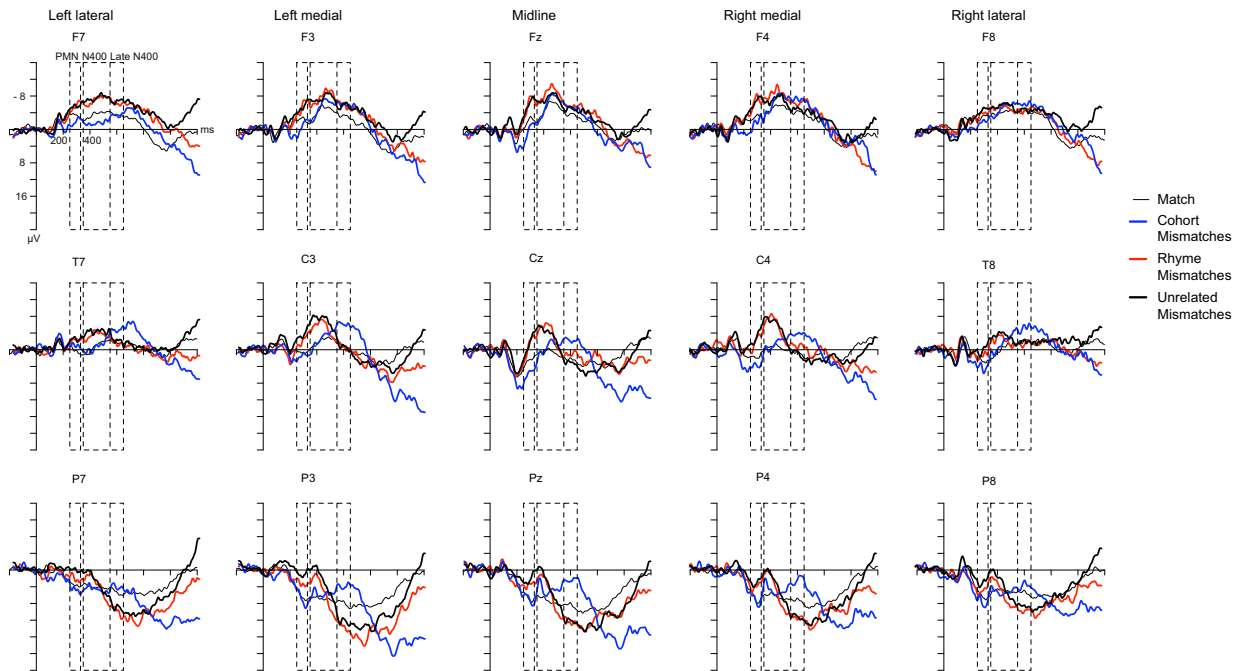 Left lateral
Left medial
Midline
Right medial
Right lateral
F7
F3
Fz
F4
F8
PMN N400 Late N400
- 8
ms
200
400
8
16
µV
Match
Cohort
Mismatches
Rhyme
Mismatches
Unrelated
Mismatches
T7
C3
Cz
C4
T8
P7
P3
Pz
P4
P8